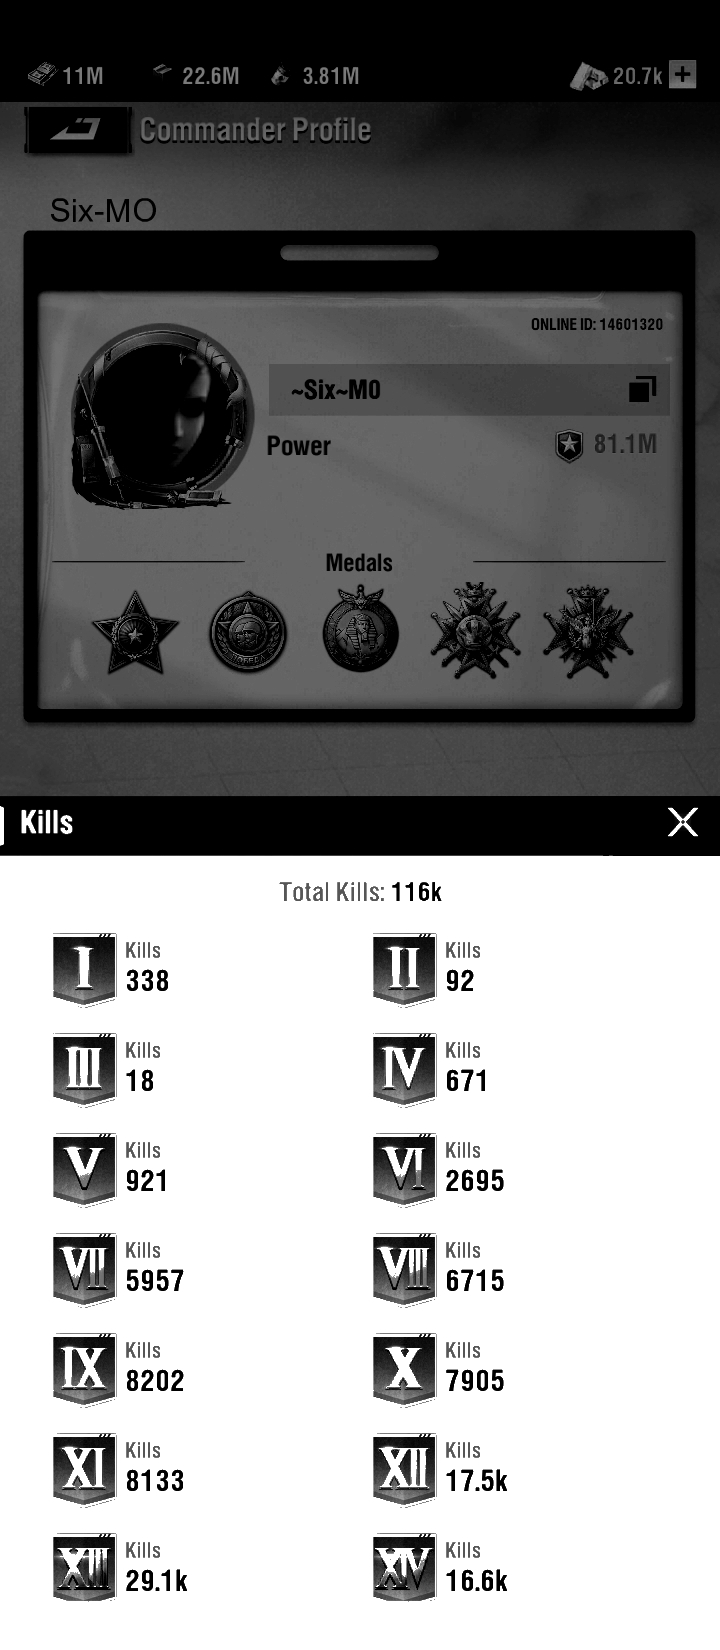 11M 22.6M 3.81M 20.7k
Commander Profile
Six-MO
ONLINE ID: 14601320
~Six~M0
Power 81.1M
Medals
Kills
Total Kills: 116k
I Kills 338
II Kills 92
III Kills 18
IV Kills 671
V Kills 921
VI Kills 2695
VII Kills 5957
VIII Kills 6715
IX Kills 8202
X Kills 7905
XI Kills 8133
XII Kills 17.5k
XIII Kills 29.1k
XIV Kills 16.6k